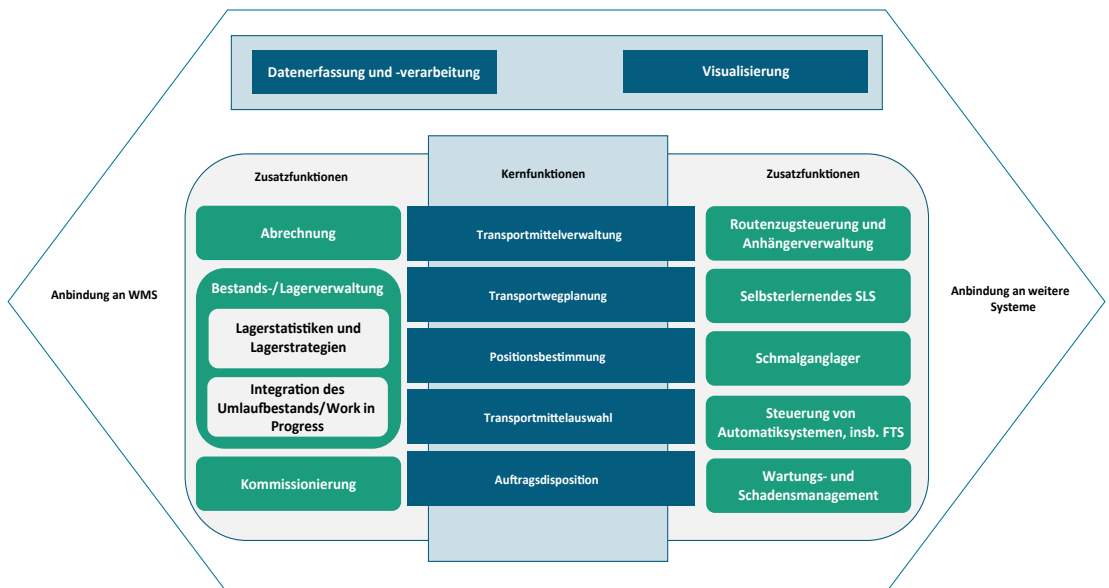 Datenerfassung und -verarbeitung
Visualisierung
Zusatzfunktionen
Kernfunktionen
Zusatzfunktionen
Anbindung an WMS
Abrechnung
Bestands-/Lagerverwaltung
Lagerstatistiken und
Lagerstrategien
Integration des
Umlaufbestands/Work in
Progress
Kommissionierung
Transportmittelverwaltung
Transportwegplanung
Positionsbestimmung
Transportmittelauswahl
Auftragsdisposition
Routenzugsteuerung und
Anhängerverwaltung
Selbsterlernendes SLS
Schmalganglager
Steuerung von
Automatiksystemen, insb. FTS
Wartungs- und
Schadensmanagement
Anbindung an weitere
Systeme